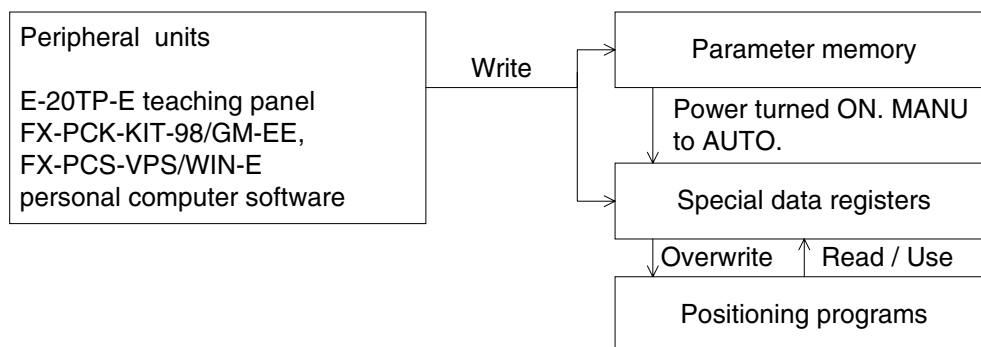 Peripheral units
E-20TP-E teaching panel
FX-PCK-KIT-98/GM-EE,
FX-PCS-VPS/WIN-E
personal computer software
Write
Parameter memory
Power turned ON. MANU
to AUTO.
Special data registers
Overwrite
Read / Use
Positioning programs